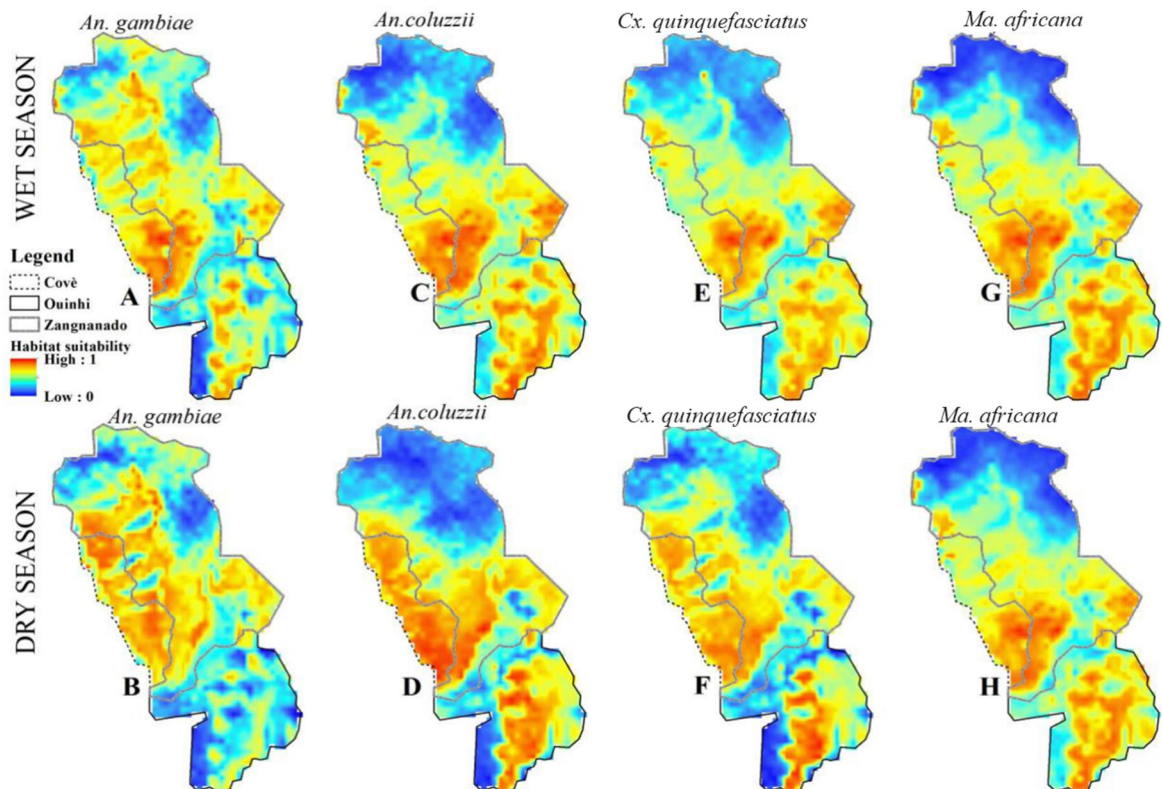 An. gambiae
An.coluzzii
Cx. quinquefasciatus
Ma. africana
WET SEASON
Legend
Covè
Ouinhi
Zangnanado
Habitat suitability
High : 1
Low : 0
A
C
E
G
An. gambiae
An.coluzzii
Cx. quinquefasciatus
Ma. africana
DRY SEASON
B
D
F
H